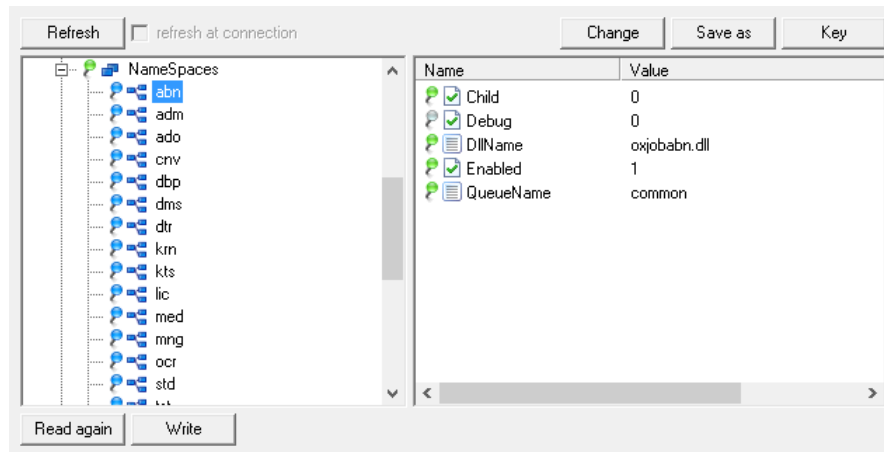 Refresh
refresh at connection
Change
Save as
Key
NameSpaces
abn
adm
ado
cnv
dbp
dms
dtr
krn
kts
lic
med
mng
ocr
std
Name Value
Child 0
Debug 0
DllName oxjobabn.dll
Enabled 1
QueueName common
Read again
Write